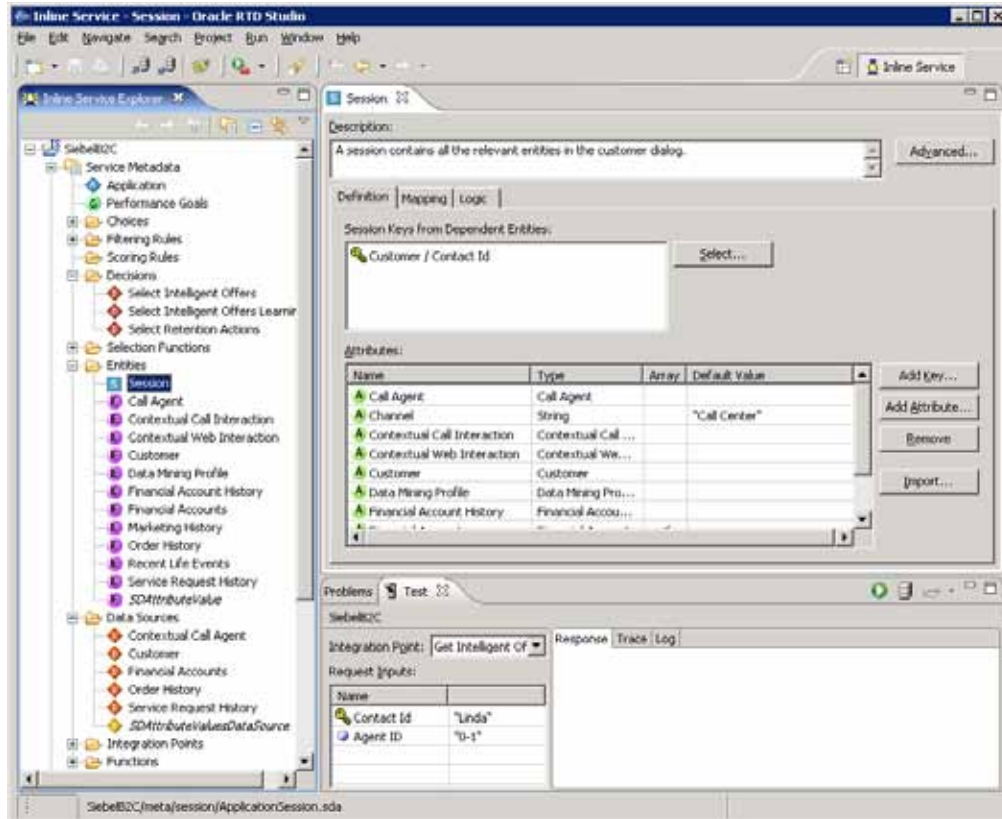 Inline Service - Session - Oracle RTD Studio
File Edit Navigate Search Project Run Window Help
Inline Service
Inline Service Explorer
Session
SiebelB2C
Service Metadata
Application
Performance Goals
Choices
Filtering Rules
Scoring Rules
Decisions
Select Intelligent Offers
Select Intelligent Offers Learnir
Select Retention Actions
Selection Functions
Entities
Session
Call Agent
Contextual Call Interaction
Contextual Web Interaction
Customer
Data Mining Profile
Financial Account History
Financial Accounts
Marketing History
Order History
Recent Life Events
Service Request History
SDAttributeValue
Data Sources
Contextual Call Agent
Customer
Financial Accounts
Order History
Service Request History
SDAttributeValuesDataSource
Integration Points
Functions
Description:
A session contains all the relevant entities in the customer dialog.
Advanced...
Definition Mapping Logic
Session Keys from Dependent Entities:
Customer / Contact Id
Select...
Attributes:
Name Type Array Default Value
Call Agent Call Agent
Channel String "Call Center"
Contextual Call Interaction Contextual Cal ...
Contextual Web Interaction Contextual We...
Customer Customer
Data Mining Profile Data Mining Pro...
Financial Account History Financial Accou...
Add Key...
Add Attribute...
Remove
Import...
Problems Test
SiebelB2C
Integration Point: Get Intelligent Of
Response Trace Log
Request Inputs:
Name
Contact Id "Linda"
Agent ID "0-1"
SiebelB2C/meta/session/ApplicationSession.sda